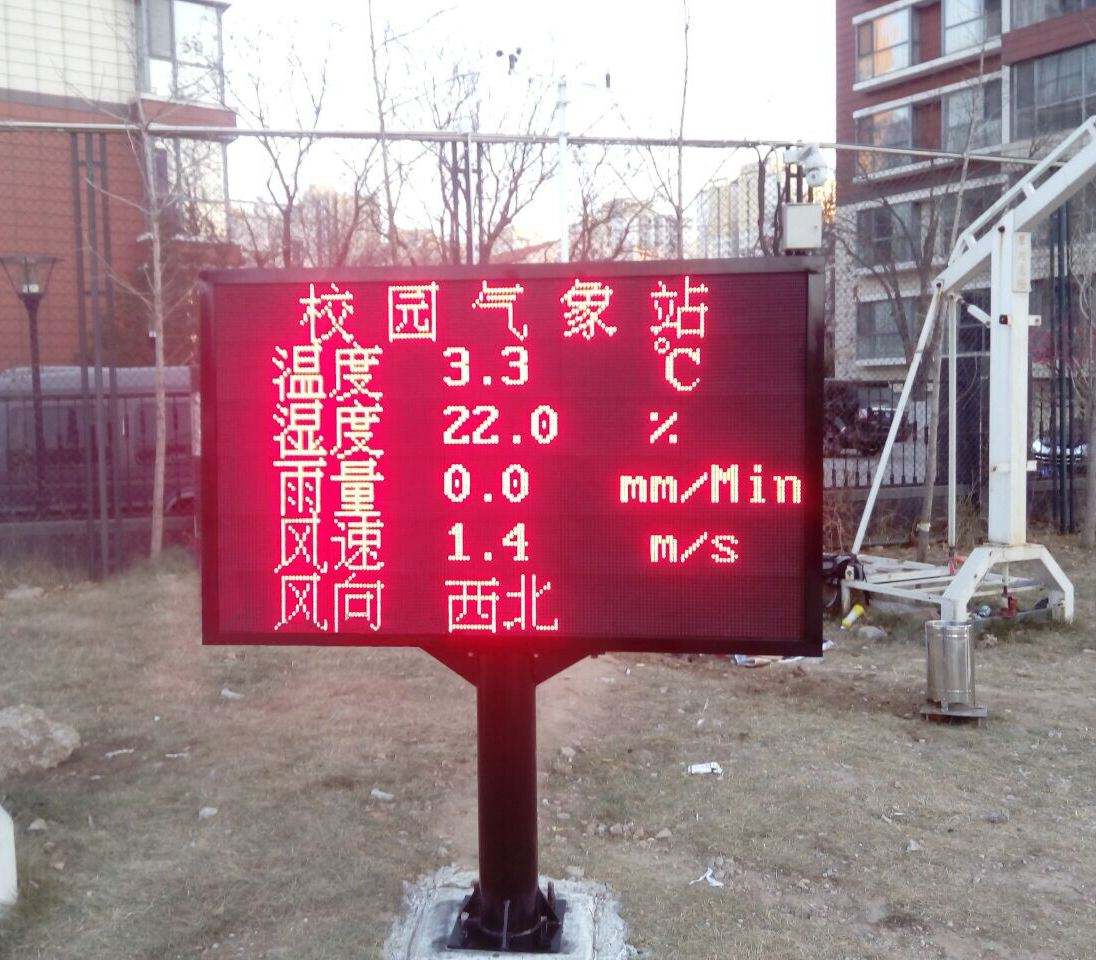 校园气象站
温度 3.3 ℃
湿度 22.0 %
雨量 0.0 mm/Min
风速 1.4 m/s
风向 西北